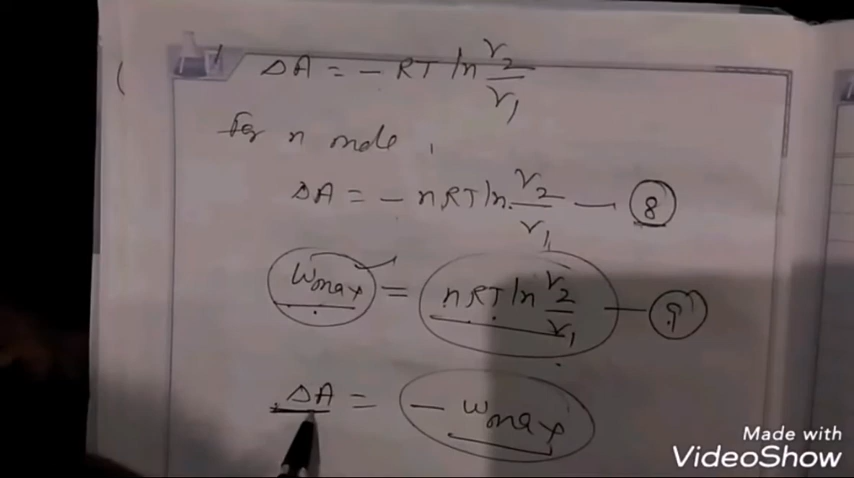 ΔA = - RT ln V₂/V₁
For n mole,
ΔA = - nRT ln V₂/V₁ — ⑧
Wmax = nRT ln V₂/V₁ — ⑨
ΔA = - Wmax
Made with
VideoShow